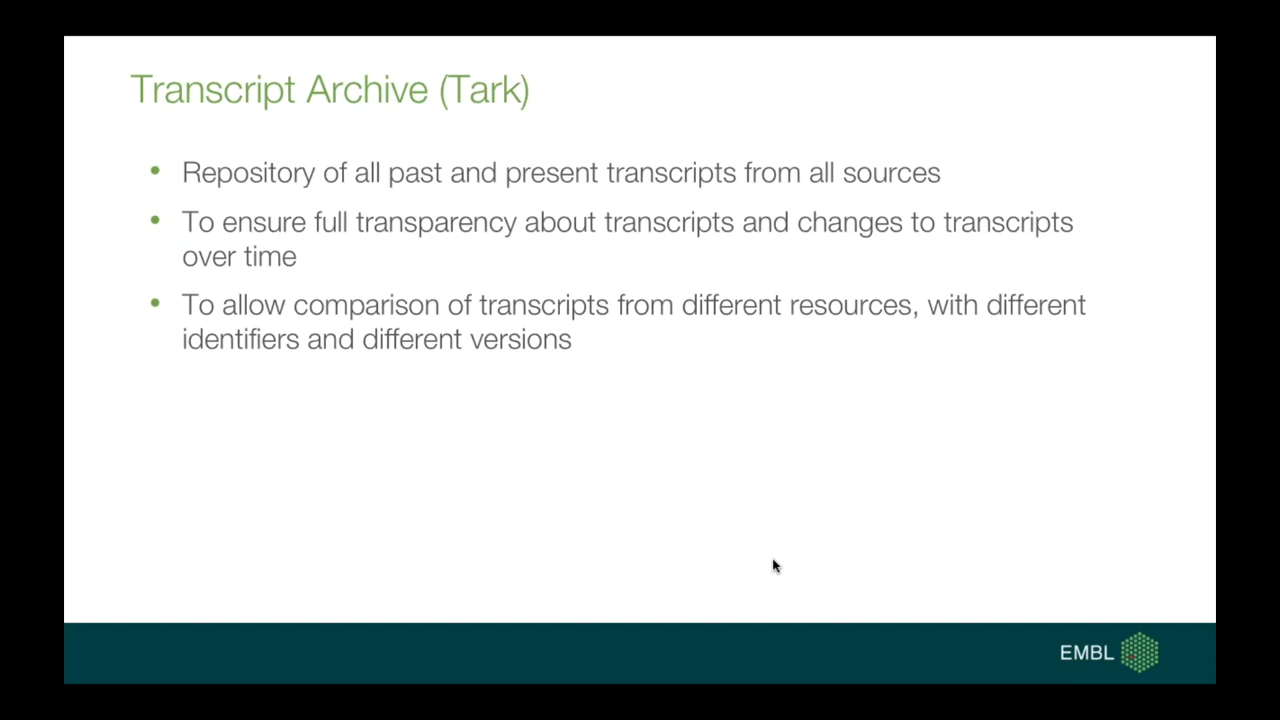 Transcript Archive (Tark)
• Repository of all past and present transcripts from all sources
• To ensure full transparency about transcripts and changes to transcripts
over time
• To allow comparison of transcripts from different resources, with different
identifiers and different versions
EMBL